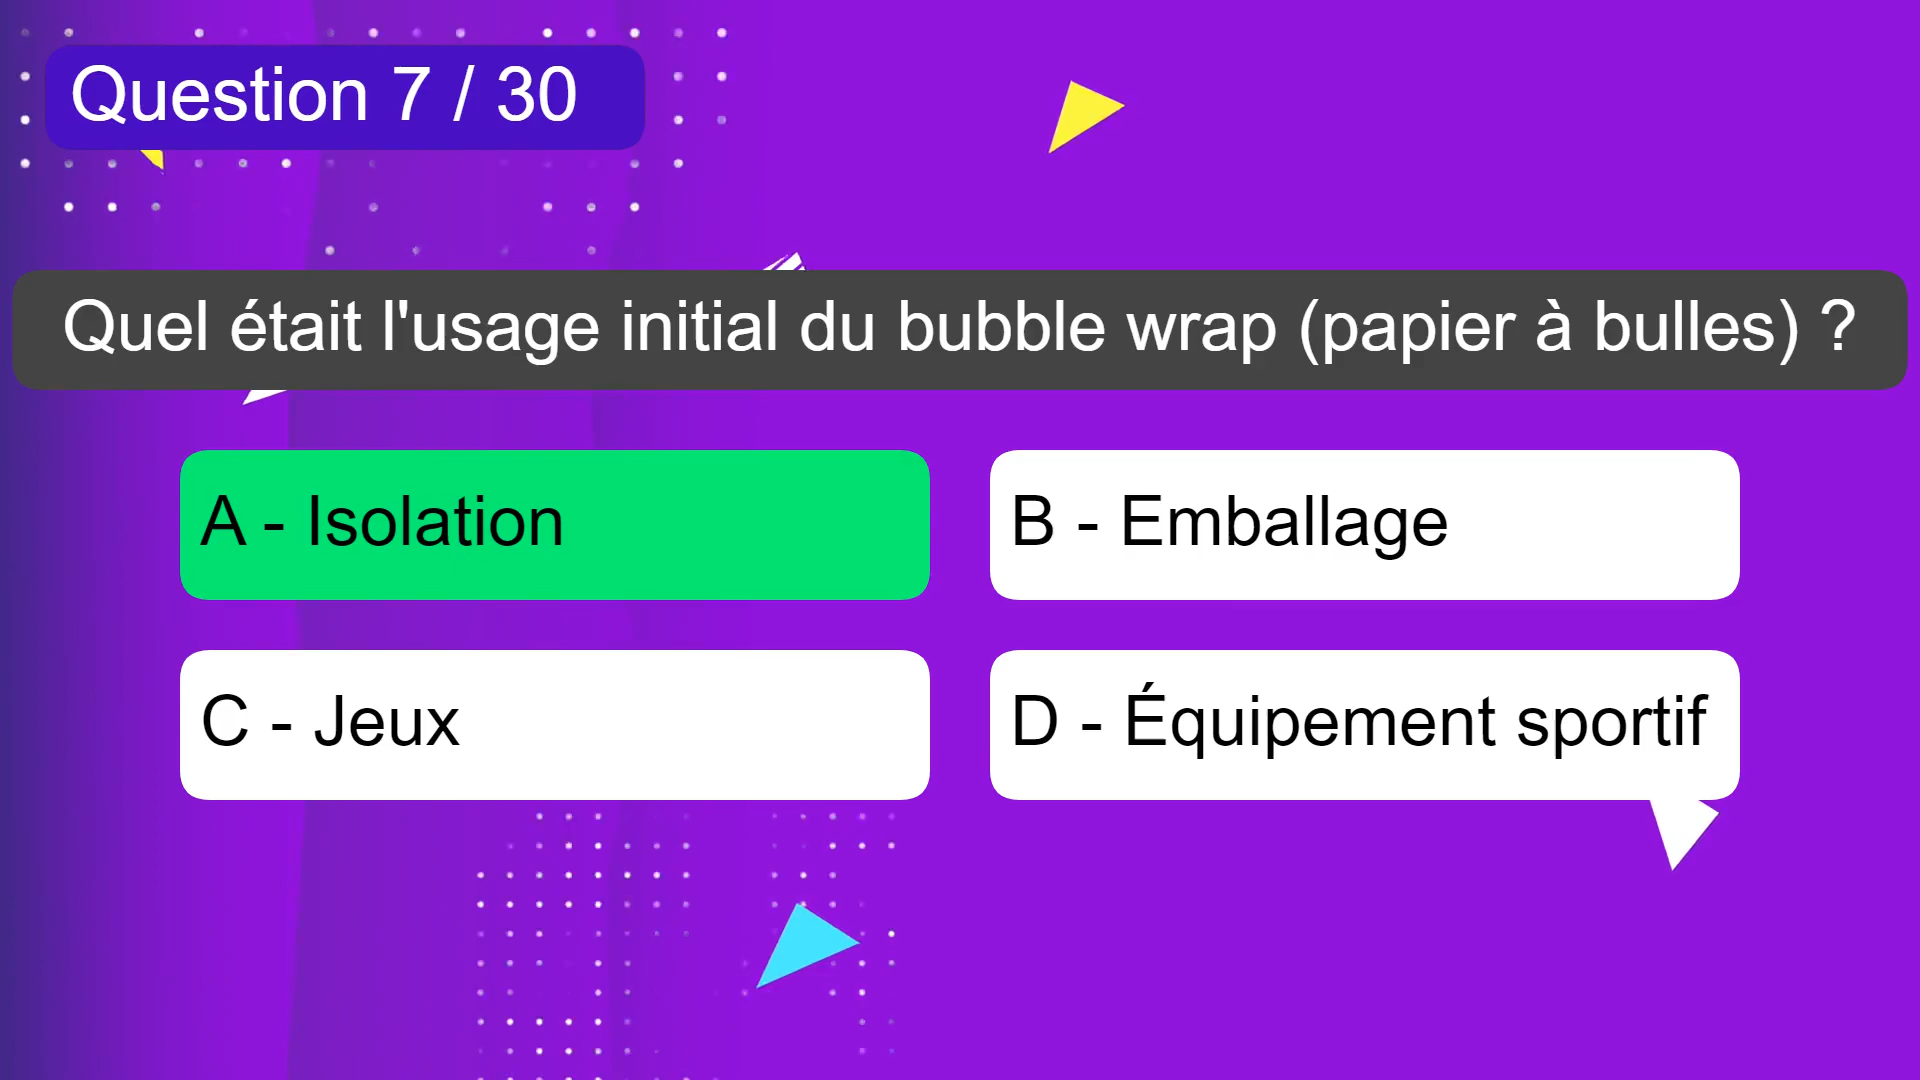 Question 7 / 30
Quel était l'usage initial du bubble wrap (papier à bulles) ?
A - Isolation
B - Emballage
C - Jeux
D - Équipement sportif